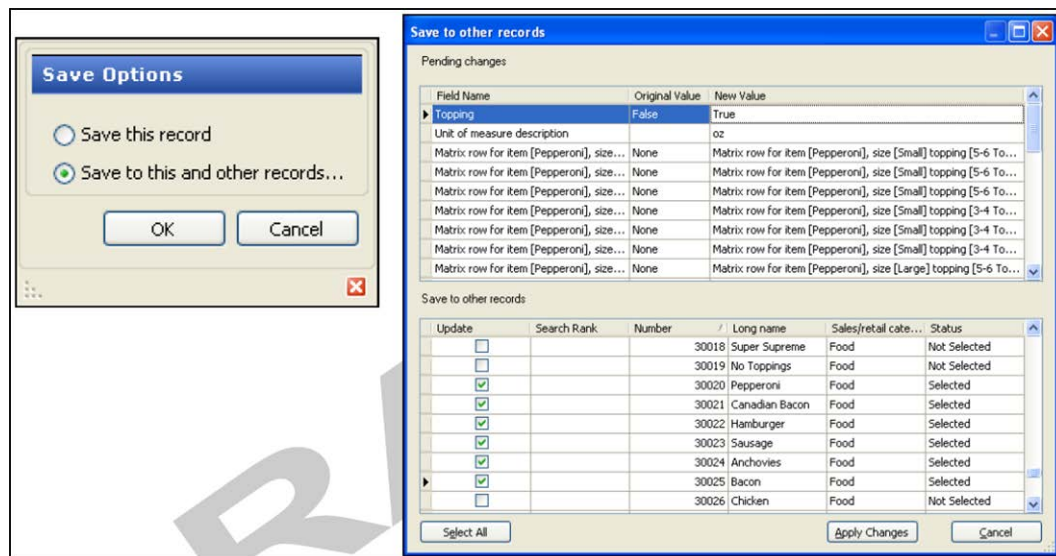 Save Options
Save this record
Save to this and other records...
OK Cancel
Save to other records
Pending changes
Field Name Original Value New Value
Topping False True
Unit of measure description oz
Matrix row for item [Pepperoni], size... None Matrix row for item [Pepperoni], size [Small] topping [5-6 To...
Matrix row for item [Pepperoni], size... None Matrix row for item [Pepperoni], size [Small] topping [5-6 To...
Matrix row for item [Pepperoni], size... None Matrix row for item [Pepperoni], size [Small] topping [5-6 To...
Matrix row for item [Pepperoni], size... None Matrix row for item [Pepperoni], size [Small] topping [3-4 To...
Matrix row for item [Pepperoni], size... None Matrix row for item [Pepperoni], size [Small] topping [3-4 To...
Matrix row for item [Pepperoni], size... None Matrix row for item [Pepperoni], size [Small] topping [3-4 To...
Matrix row for item [Pepperoni], size... None Matrix row for item [Pepperoni], size [Large] topping [5-6 To...
Save to other records
Update Search Rank Number / Long name Sales/retail cate... Status
30018 Super Supreme Food Not Selected
30019 No Toppings Food Not Selected
30020 Pepperoni Food Selected
30021 Canadian Bacon Food Selected
30022 Hamburger Food Selected
30023 Sausage Food Selected
30024 Anchovies Food Selected
30025 Bacon Food Selected
30026 Chicken Food Not Selected
Select All Apply Changes Cancel